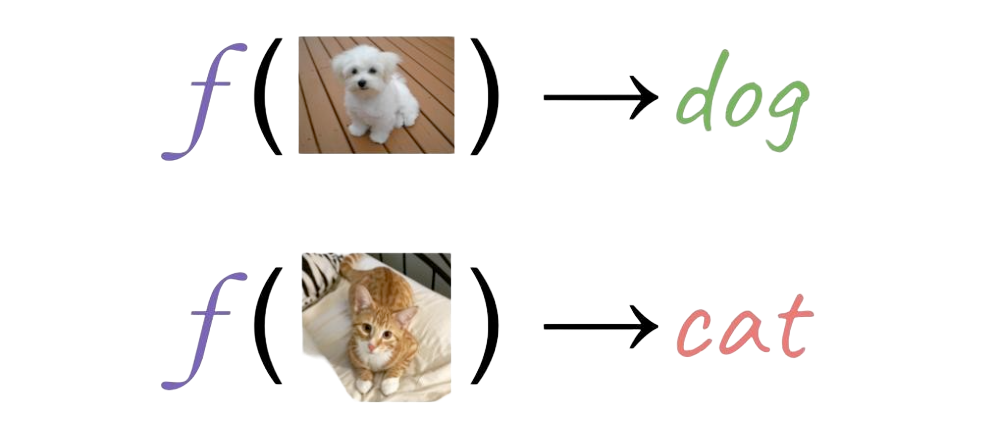 f( ) → dog
f( ) → cat